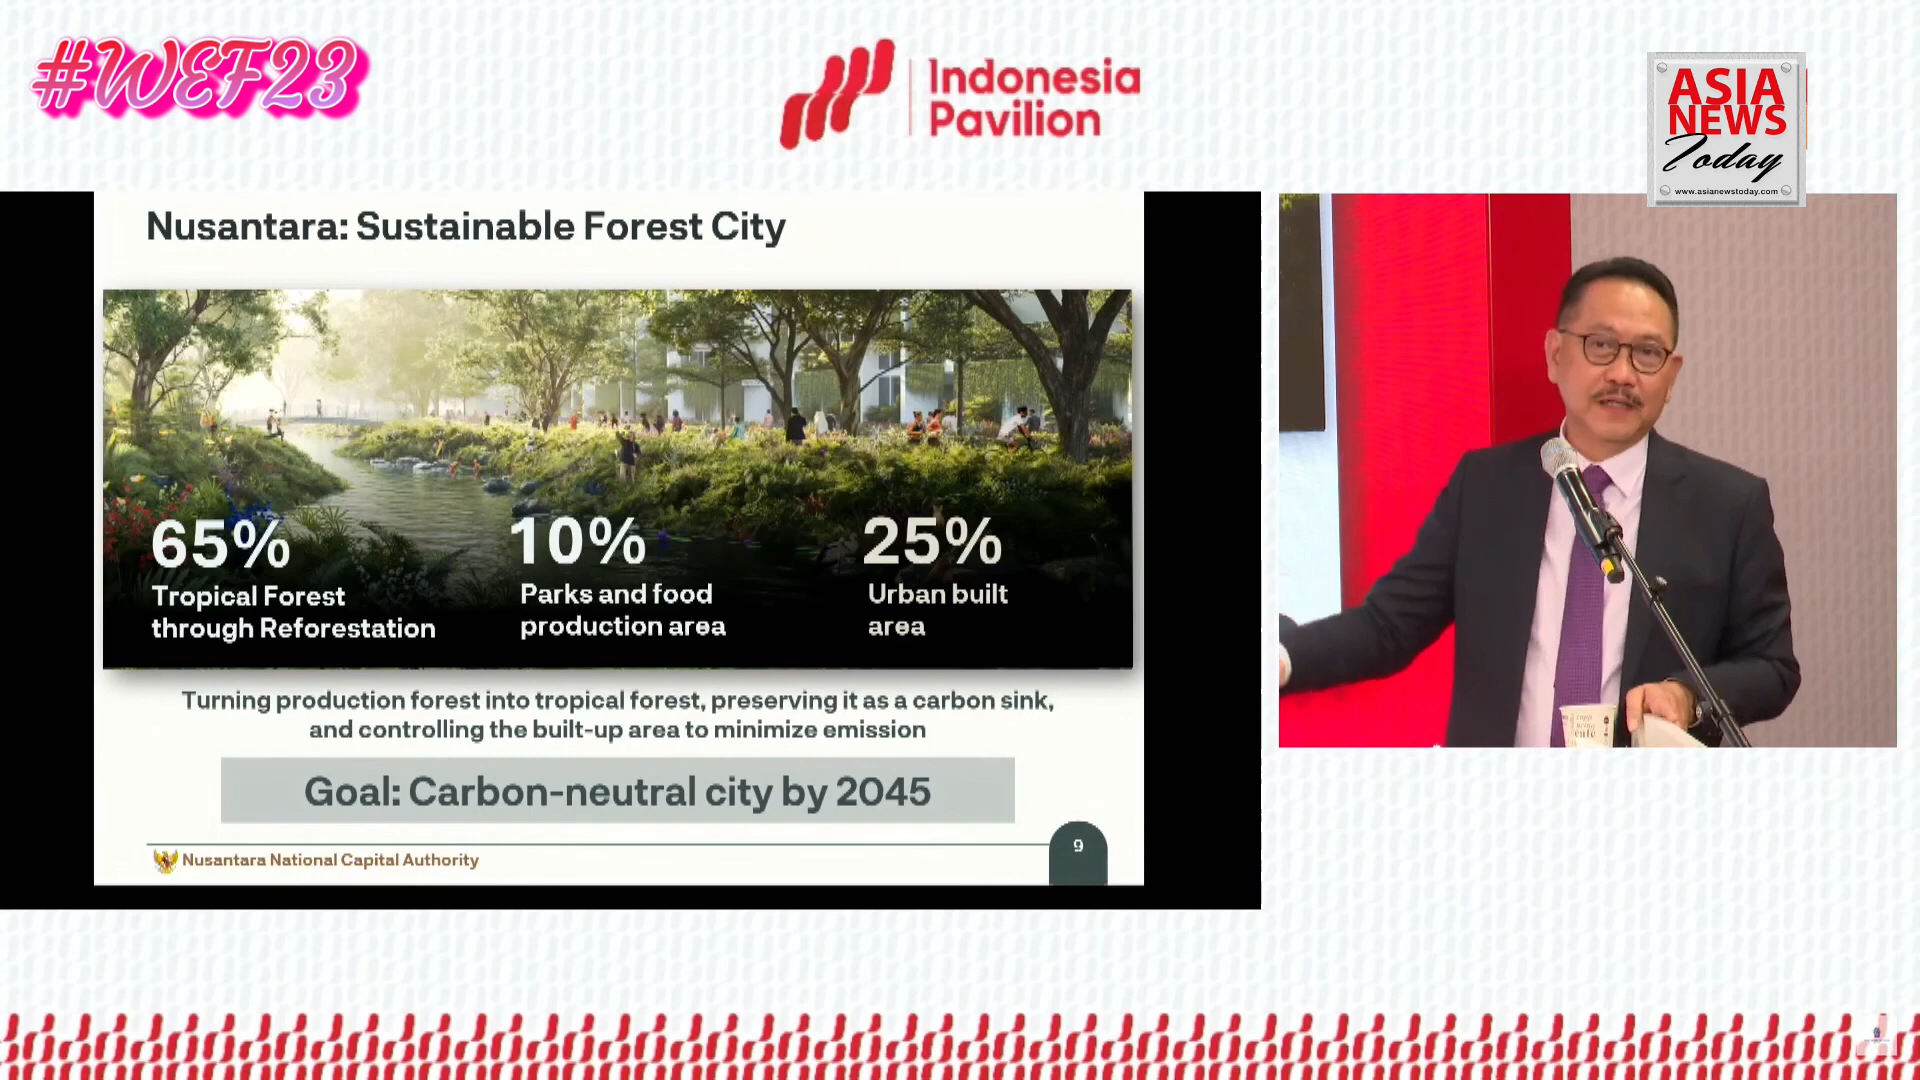 #WEF23
Indonesia
Pavilion
ASIA
NEWS
Today
www.asianewstoday.com
Nusantara: Sustainable Forest City
65%
Tropical Forest
through Reforestation
10%
Parks and food
production area
25%
Urban built
area
Turning production forest into tropical forest, preserving it as a carbon sink,
and controlling the built-up area to minimize emission
Goal: Carbon-neutral city by 2045
Nusantara National Capital Authority
9